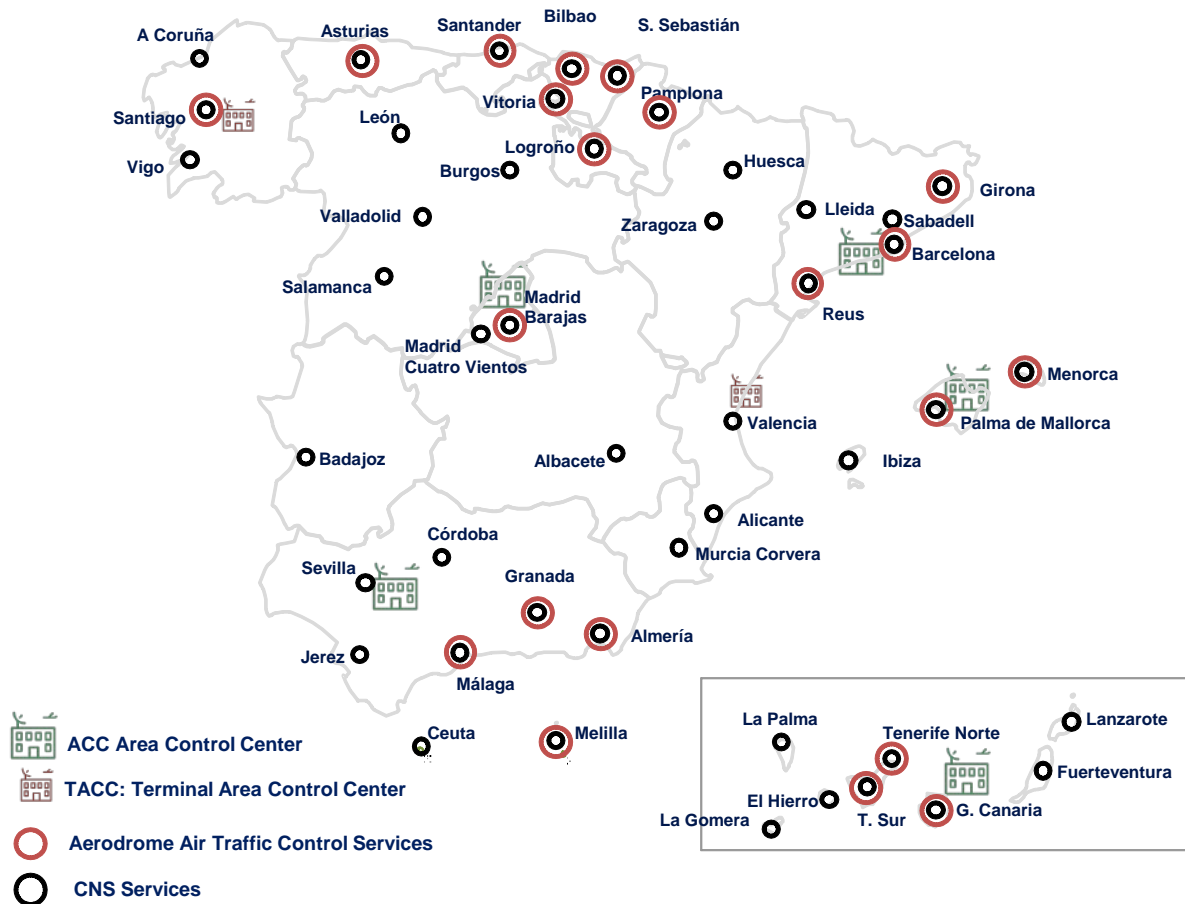 Bilbao
Santander
S. Sebastián
Asturias
A Coruña
Pamplona
Vitoria
Santiago
León
Logroño
Vigo
Burgos
Huesca
Girona
Valladolid
Lleida
Zaragoza
Sabadell
Barcelona
Salamanca
Madrid
Barajas
Reus
Madrid
Cuatro Vientos
Menorca
Valencia
Palma de Mallorca
Badajoz
Albacete
Ibiza
Alicante
Córdoba
Murcia Corvera
Sevilla
Granada
Almería
Jerez
Málaga
Ceuta
Melilla
La Palma
Lanzarote
Tenerife Norte
Fuerteventura
El Hierro
G. Canaria
La Gomera
T. Sur
ACC Area Control Center
TACC: Terminal Area Control Center
Aerodrome Air Traffic Control Services
CNS Services